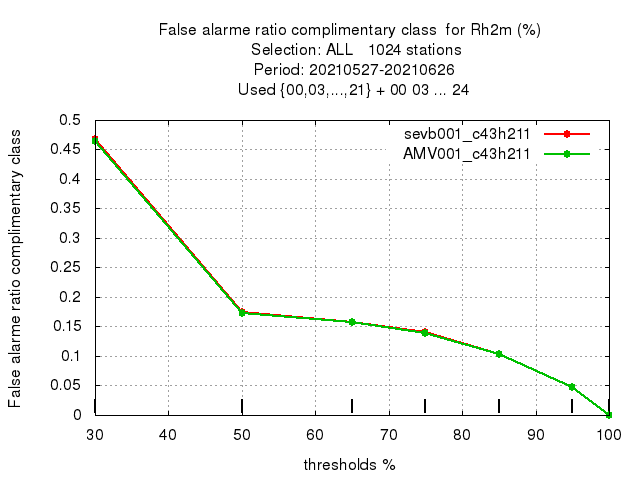 False alarme ratio complimentary class  for Rh2m (%)
Selection: ALL   1024 stations
Period: 20210527-20210626
Used {00,03,...,21} + 00 03 ... 24
False alarme ratio complimentary class
0.5
0.45
0.4
0.35
0.3
0.25
0.2
0.15
0.1
0.05
0
sevb001_c43h211
AMV001_c43h211
30 40 50 60 70 80 90 100
thresholds %